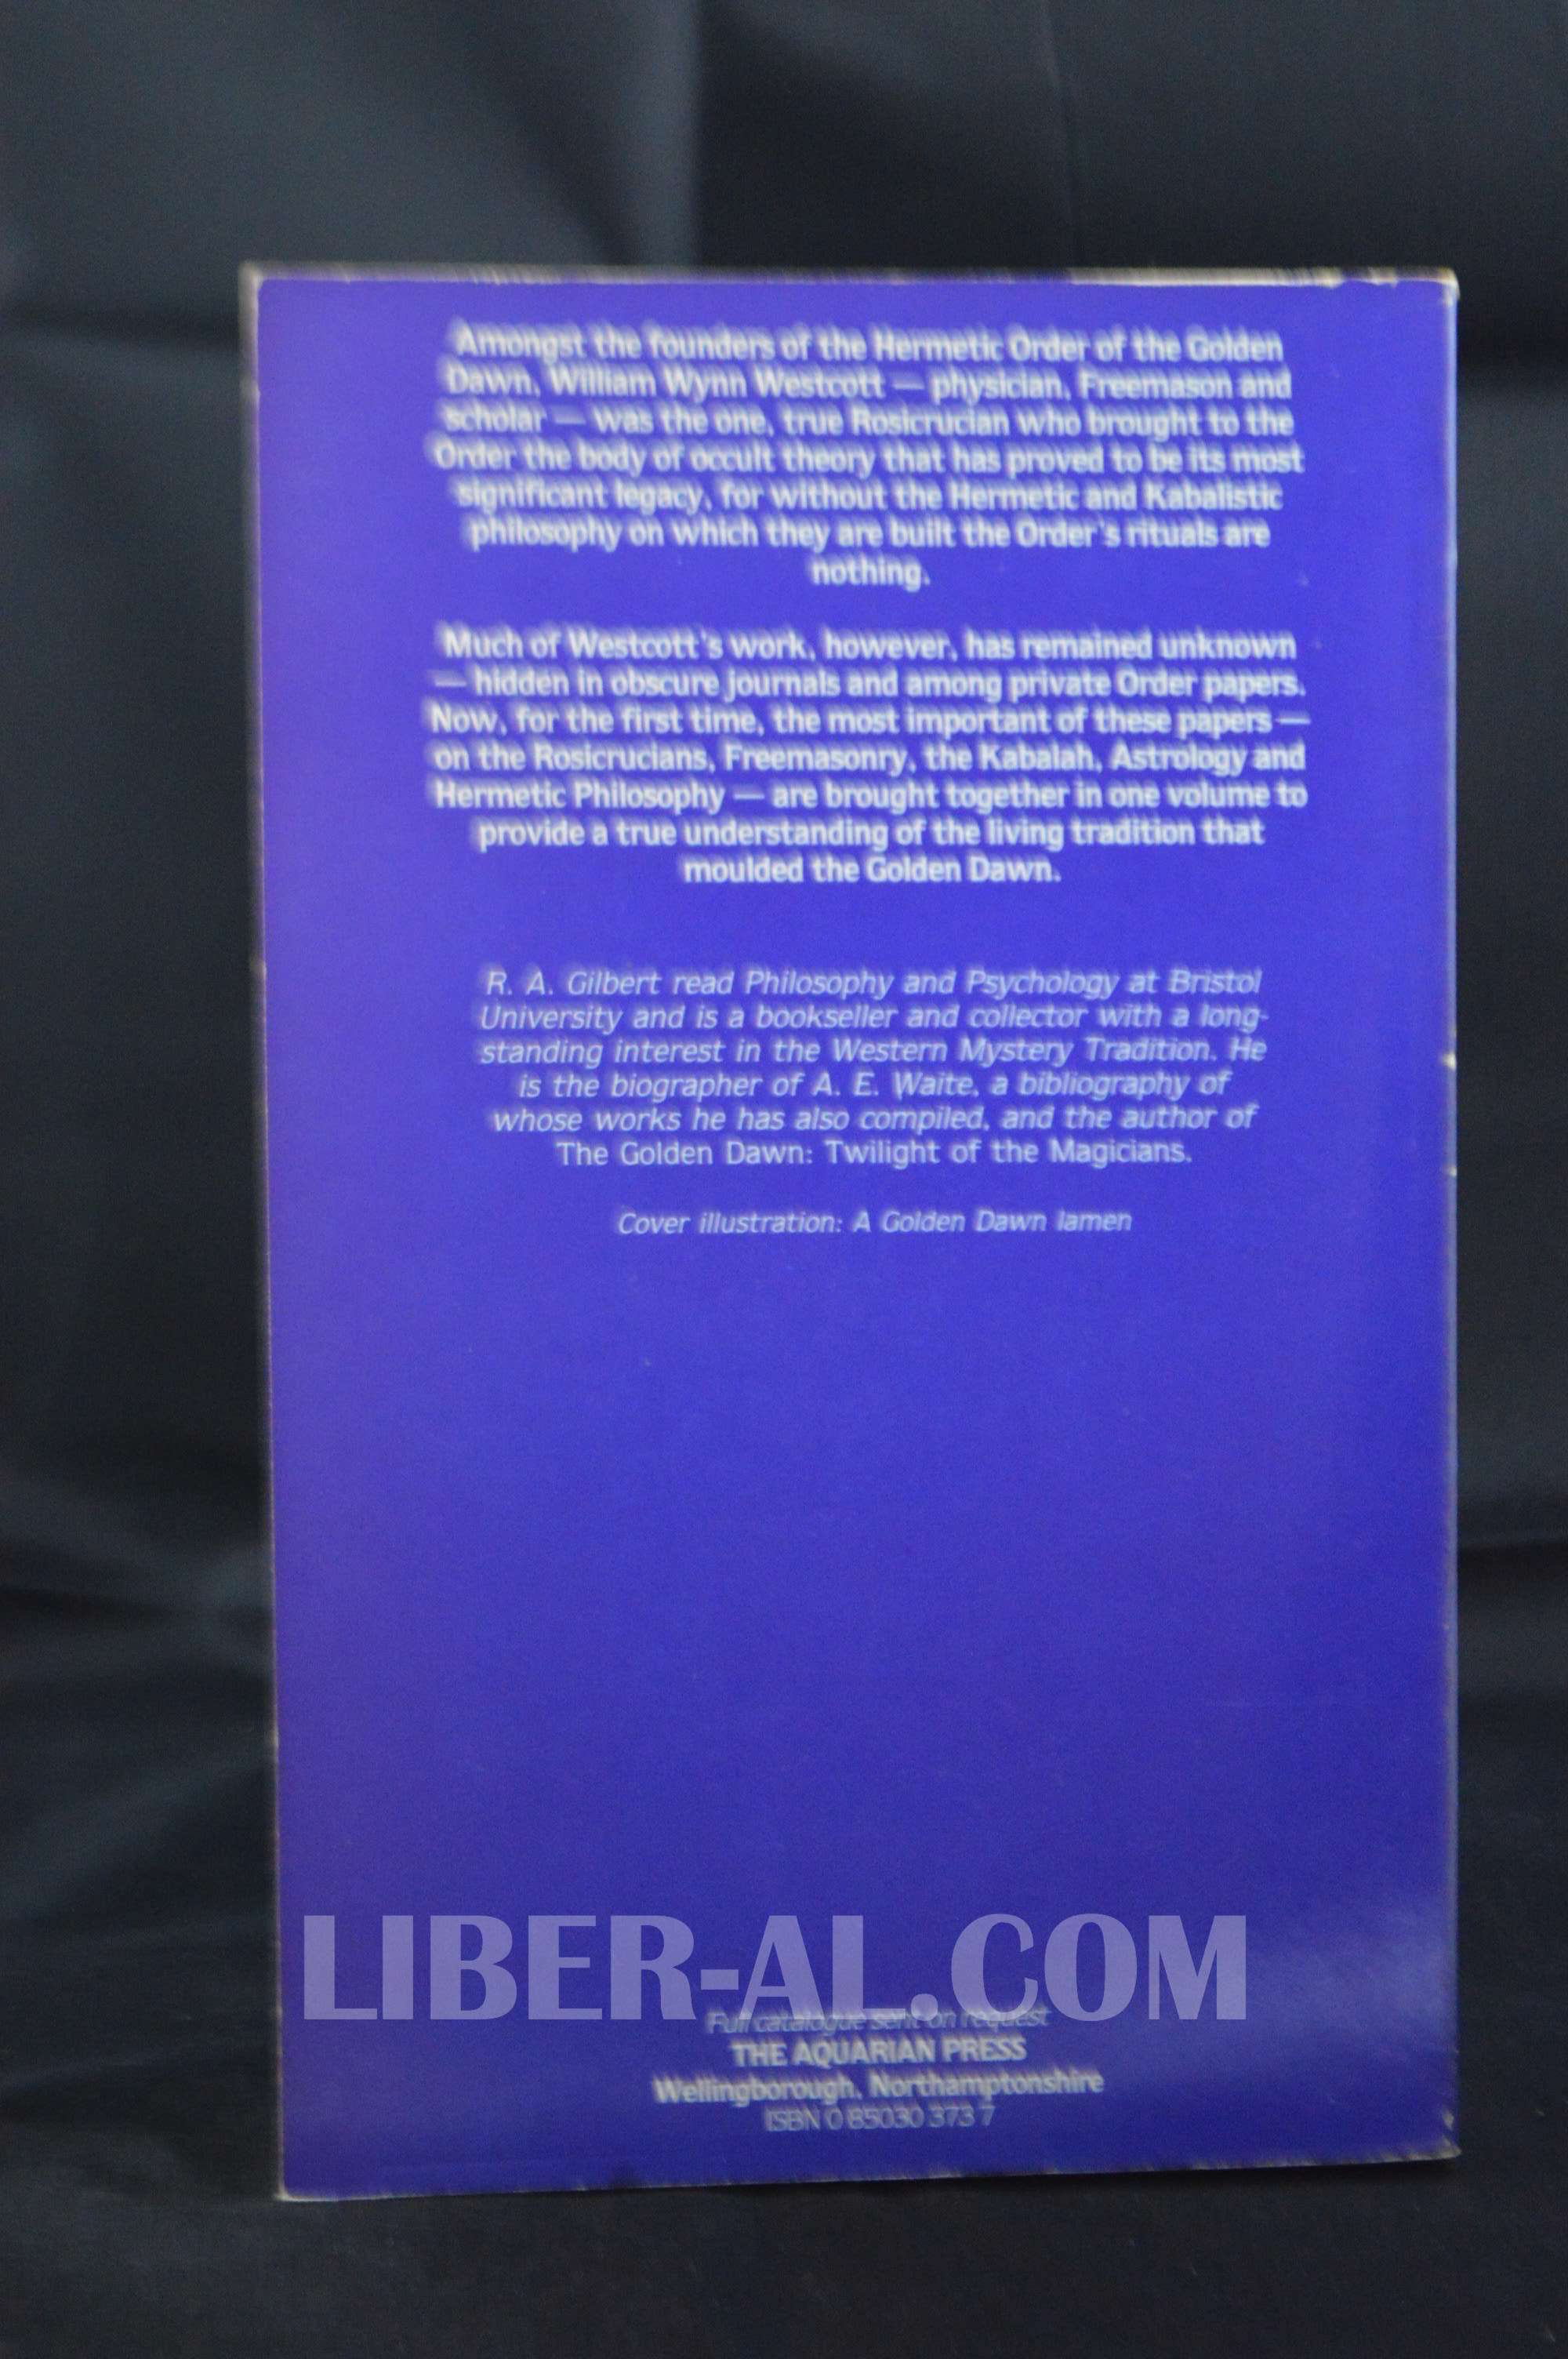 Amongst the founders of the Hermetic Order of the Golden
Dawn, William Wynn Westcott — physician, Freemason and
scholar — was the one, true Rosicrucian who brought to the
Order the body of occult theory that has proved to be its most
significant legacy, for without the Hermetic and Kabalistic
philosophy on which they are built the Order's rituals are
nothing.
Much of Westcott's work, however, has remained unknown
— hidden in obscure journals and among private Order papers.
Now, for the first time, the most important of these papers —
on the Rosicrucians, Freemasonry, the Kabalah, Astrology and
Hermetic Philosophy — are brought together in one volume to
provide a true understanding of the living tradition that
moulded the Golden Dawn.
R. A. Gilbert read Philosophy and Psychology at Bristol
University and is a bookseller and collector with a long-
standing interest in the Western Mystery Tradition. He
is the biographer of A. E. Waite, a bibliography of
whose works he has also compiled, and the author of
The Golden Dawn: Twilight of the Magicians.
Cover illustration: A Golden Dawn lamen
LIBER-AL.COM
Full catalogue sent on request
THE AQUARIAN PRESS
Wellingborough, Northamptonshire
ISBN 0 85030 373 7